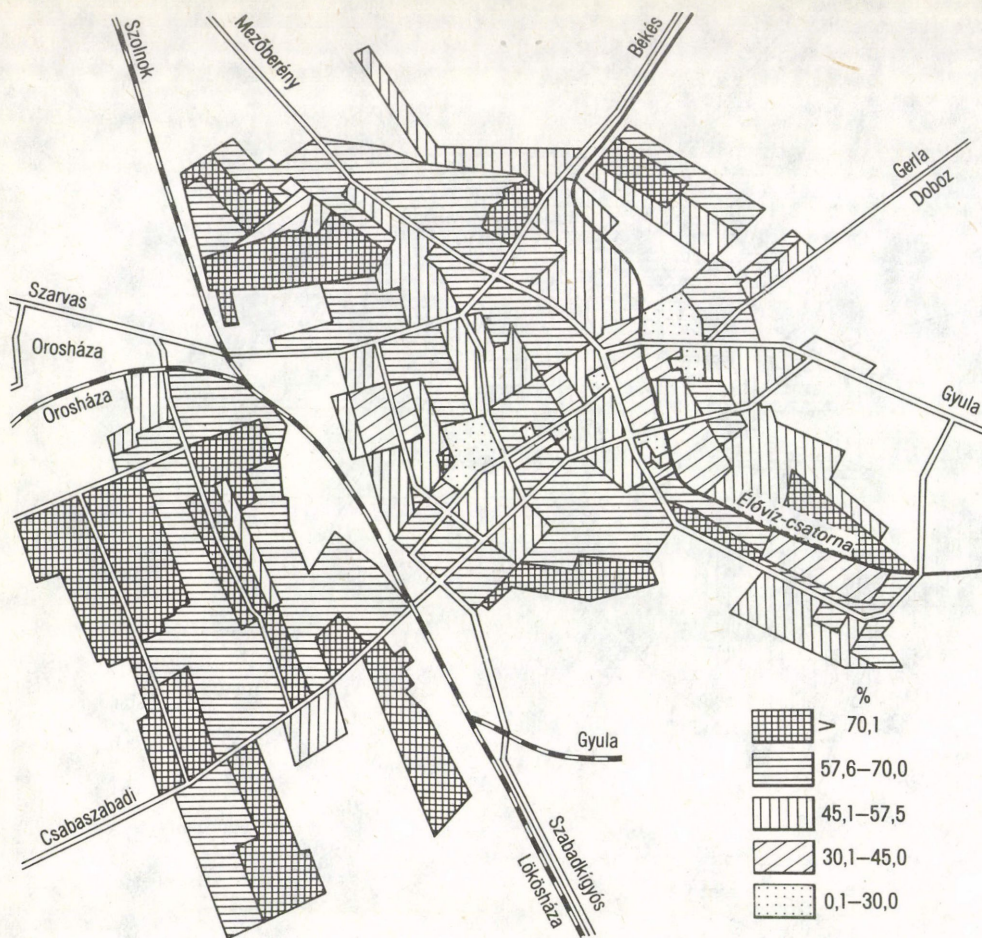 Szolnok
Mezőberény
Békés
Gerla
Doboz
Szarvas
Orosháza
Orosháza
Gyula
Élővíz-csatorna
Gyula
Csabaszabadi
Szabadkígyós
Lökösháza
%
> 70,1
57,6–70,0
45,1–57,5
30,1–45,0
0,1–30,0